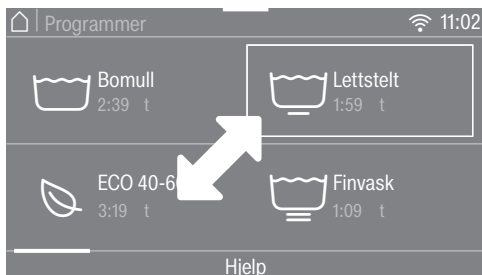 Programmer 11:02
Bomull
2:39 t
Lettstelt
1:59 t
ECO 40-6
3:19 t
Finvask
1:09 t
Hjelp